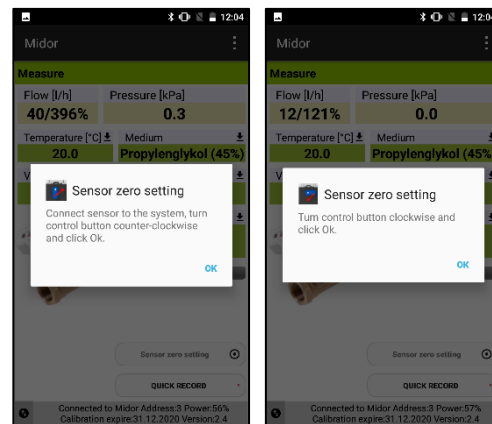 12:04
Midor
Measure
Flow [l/h] Pressure [kPa]
40/396% 0.3
Temperature [°C] Medium
20.0 Propylenglykol (45%)
Sensor zero setting
Connect sensor to the system, turn
control button counter-clockwise
and click Ok.
OK
Sensor zero setting
QUICK RECORD
Connected to Midor Address:3 Power:56%
Calibration expire:31.12.2020 Version:2.4
12:04
Midor
Measure
Flow [l/h] Pressure [kPa]
12/121% 0.0
Temperature [°C] Medium
20.0 Propylenglykol (45%
Sensor zero setting
Turn control button clockwise and
click Ok.
OK
Sensor zero setting
QUICK RECORD
Connected to Midor Address:3 Power:57%
Calibration expire:31.12.2020 Version:2.4